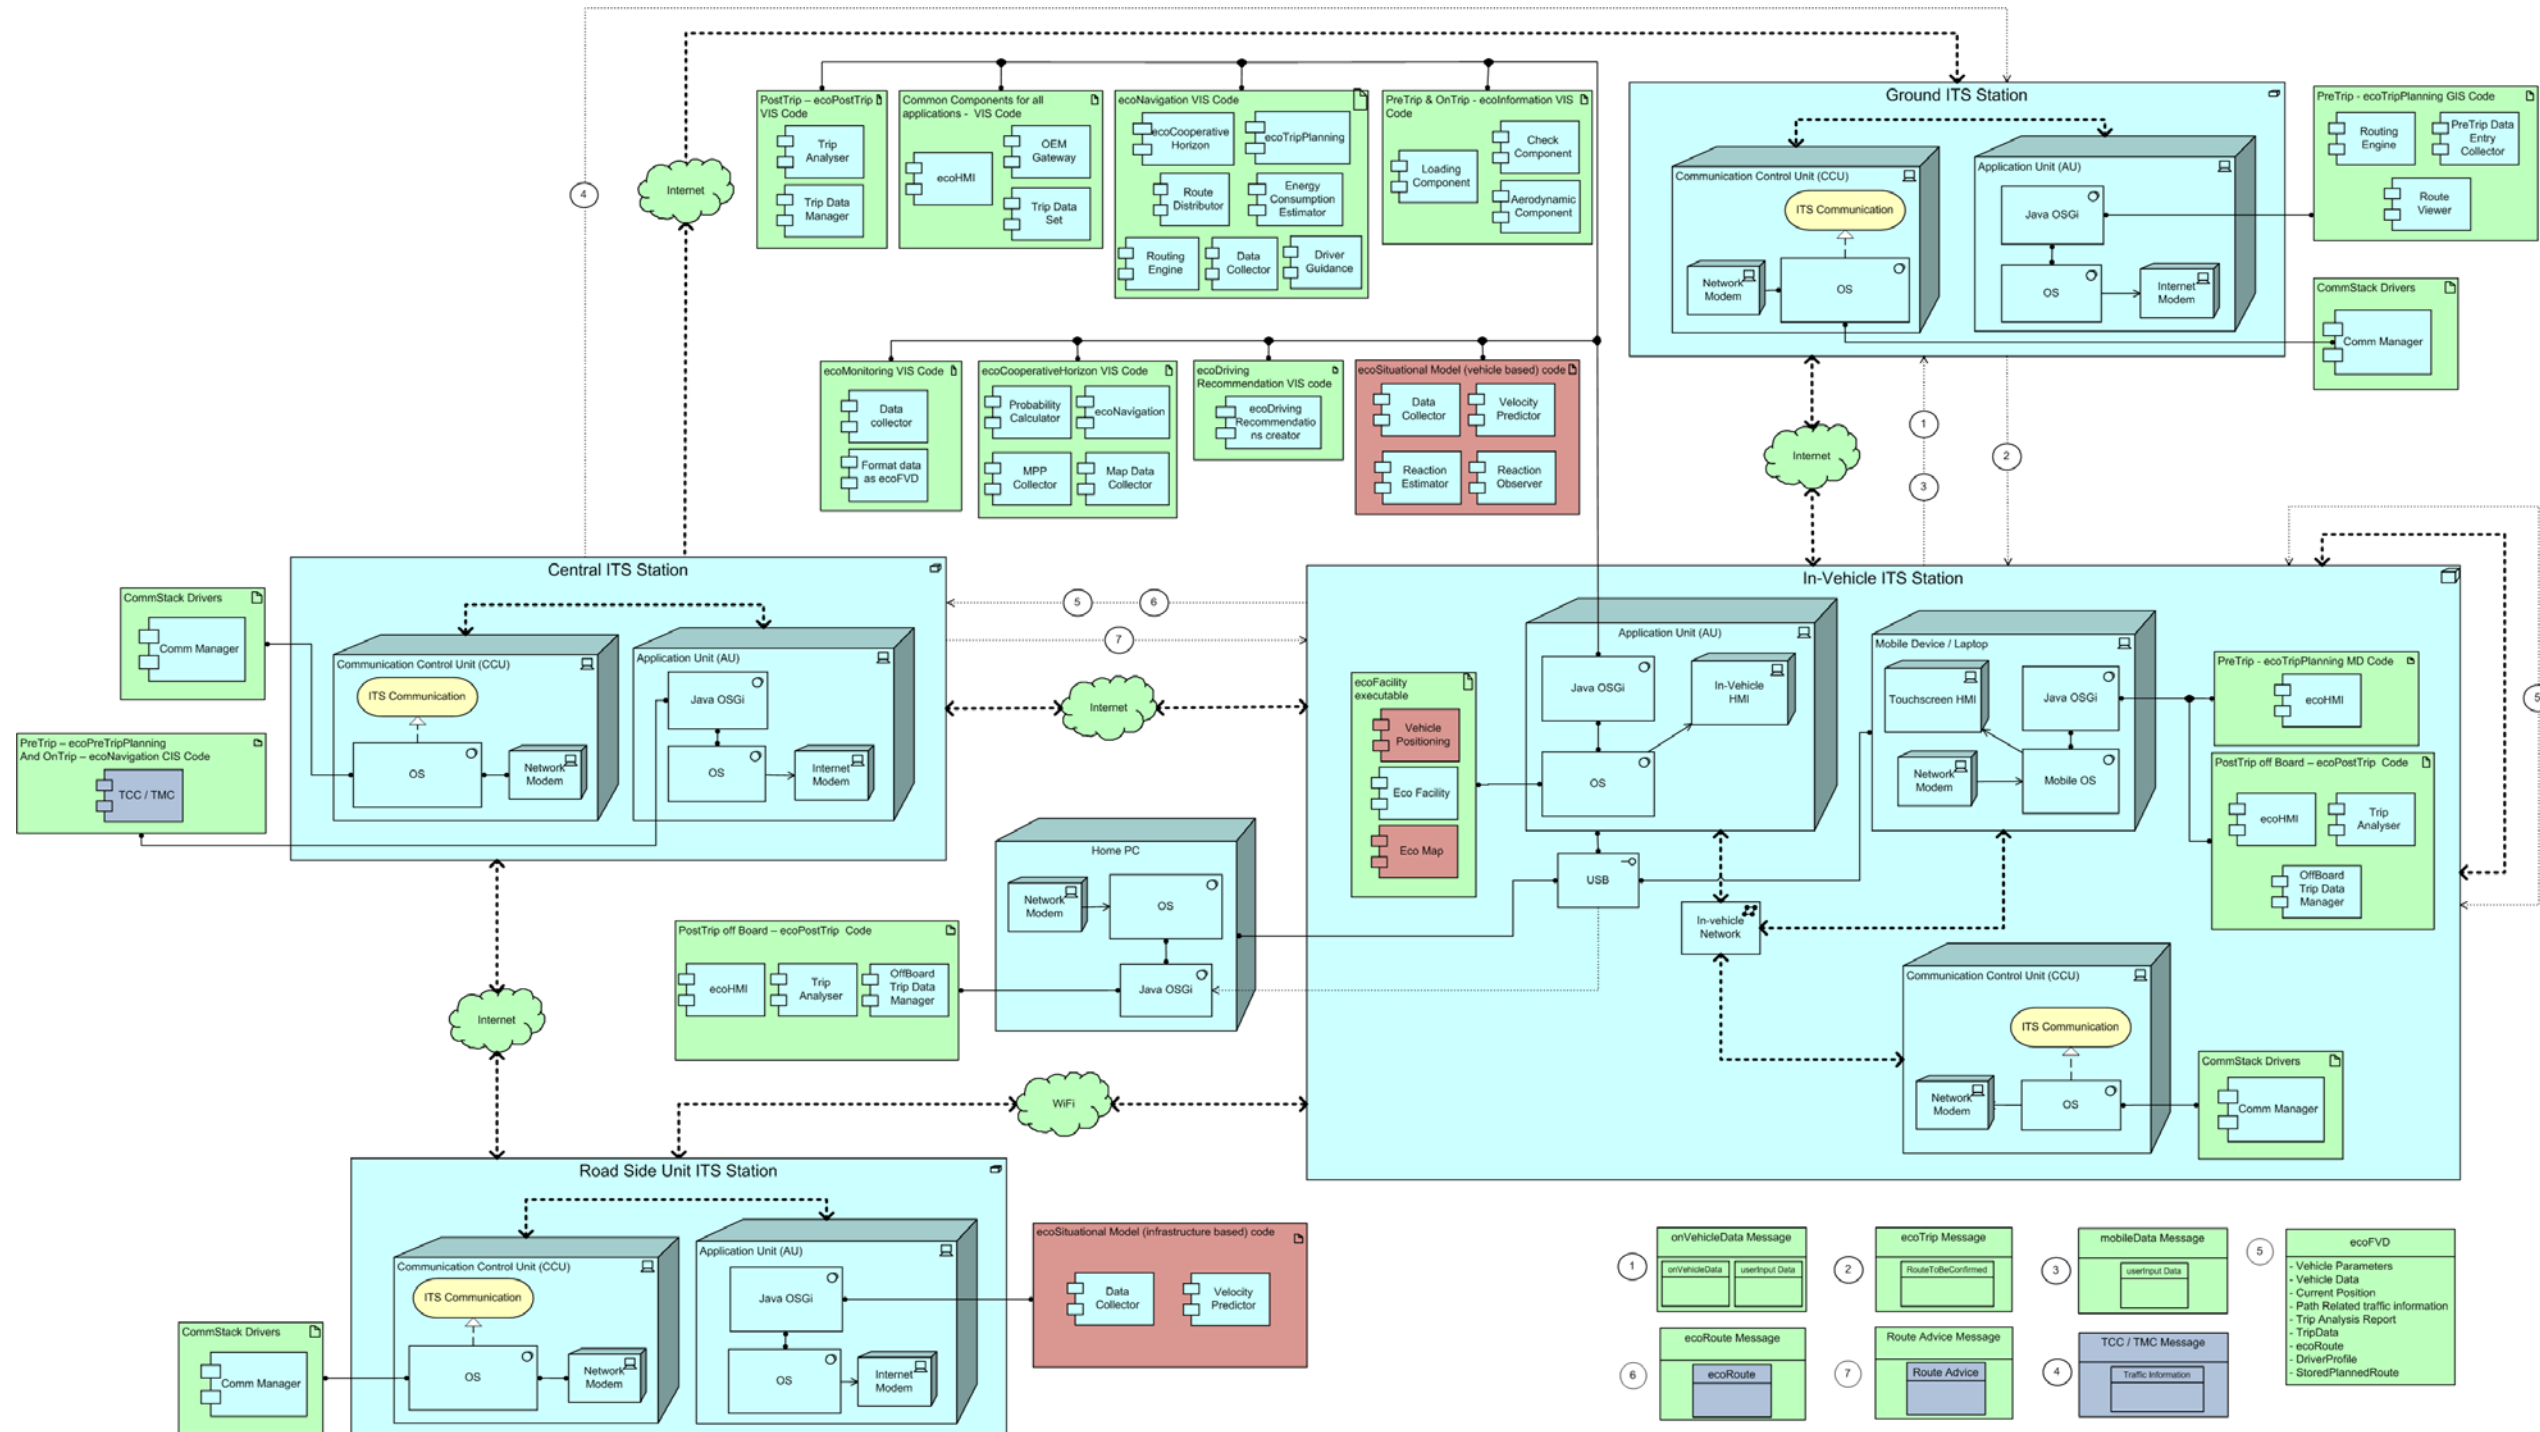 Ground ITS Station
Communication Control Unit (CCU)
ITS Communication
Network
Modem
OS
Application Unit (AU)
Java OSGi
OS
Internet
Modem
PreTrip - ecoTripPlanning GIS Code
Routing
Engine
PreTrip Data
Entry
Collector
Route
Viewer
CommStack Drivers
Comm Manager
4
Internet
PostTrip – ecoPostTrip
VIS Code
Trip
Analyser
Trip Data
Manager
Common Components for all
applications - VIS Code
ecoHMI
OEM
Gateway
Trip Data
Set
ecoNavigation VIS Code
ecoCooperative
Horizon
ecoTripPlanning
Route
Distributor
Energy
Consumption
Estimator
Routing
Engine
Data
Collector
Driver
Guidance
PreTrip & OnTrip - ecoInformation VIS
Code
Loading
Component
Check
Component
Aerodynamic
Component
ecoMonitoring VIS Code
Data
collector
Format data
as ecoFVD
ecoCooperativeHorizon VIS Code
Probability
Calculator
ecoNavigation
MPP
Collector
Map Data
Collector
ecoDriving
Recommendation VIS code
ecoDriving
Recommendatio
ns creator
ecoSituational Model (vehicle based) code
Data
Collector
Velocity
Predictor
Reaction
Estimator
Reaction
Observer
Internet
1
2
3
Central ITS Station
Communication Control Unit (CCU)
ITS Communication
OS
Network
Modem
Application Unit (AU)
Java OSGi
OS
Internet
Modem
CommStack Drivers
Comm Manager
PreTrip – ecoPreTripPlanning
And OnTrip – ecoNavigation CIS Code
TCC / TMC
5
6
7
Internet
In-Vehicle ITS Station
Application Unit (AU)
Java OSGi
In-Vehicle
HMI
OS
ecoFacility
executable
Vehicle
Positioning
Eco Facility
Eco Map
Mobile Device / Laptop
Touchscreen HMI
Java OSGi
Network
Modem
Mobile OS
PreTrip - ecoTripPlanning MD Code
ecoHMI
PostTrip off Board – ecoPostTrip Code
ecoHMI
Trip
Analyser
OffBoard
Trip Data
Manager
5
USB
In-vehicle
Network
Communication Control Unit (CCU)
ITS Communication
Network
Modem
OS
CommStack Drivers
Comm Manager
Home PC
Network
Modem
OS
Java OSGi
PostTrip off Board – ecoPostTrip Code
ecoHMI
Trip
Analyser
OffBoard
Trip Data
Manager
Internet
WiFi
Road Side Unit ITS Station
Communication Control Unit (CCU)
ITS Communication
OS
Network
Modem
Application Unit (AU)
Java OSGi
OS
Internet
Modem
CommStack Drivers
Comm Manager
ecoSituational Model (infrastructure based) code
Data
Collector
Velocity
Predictor
1
onVehicleData Message
onVehicleData
userInput Data
2
ecoTrip Message
RouteToBeConfirmed
3
mobileData Message
userInput Data
5
ecoFVD
- Vehicle Parameters
- Vehicle Data
- Current Position
- Path Related traffic information
- Trip Analysis Report
- TripData
- ecoRoute
- DriverProfile
- StoredPlannedRoute
6
ecoRoute Message
ecoRoute
7
Route Advice Message
Route Advice
4
TCC / TMC Message
Traffic Information